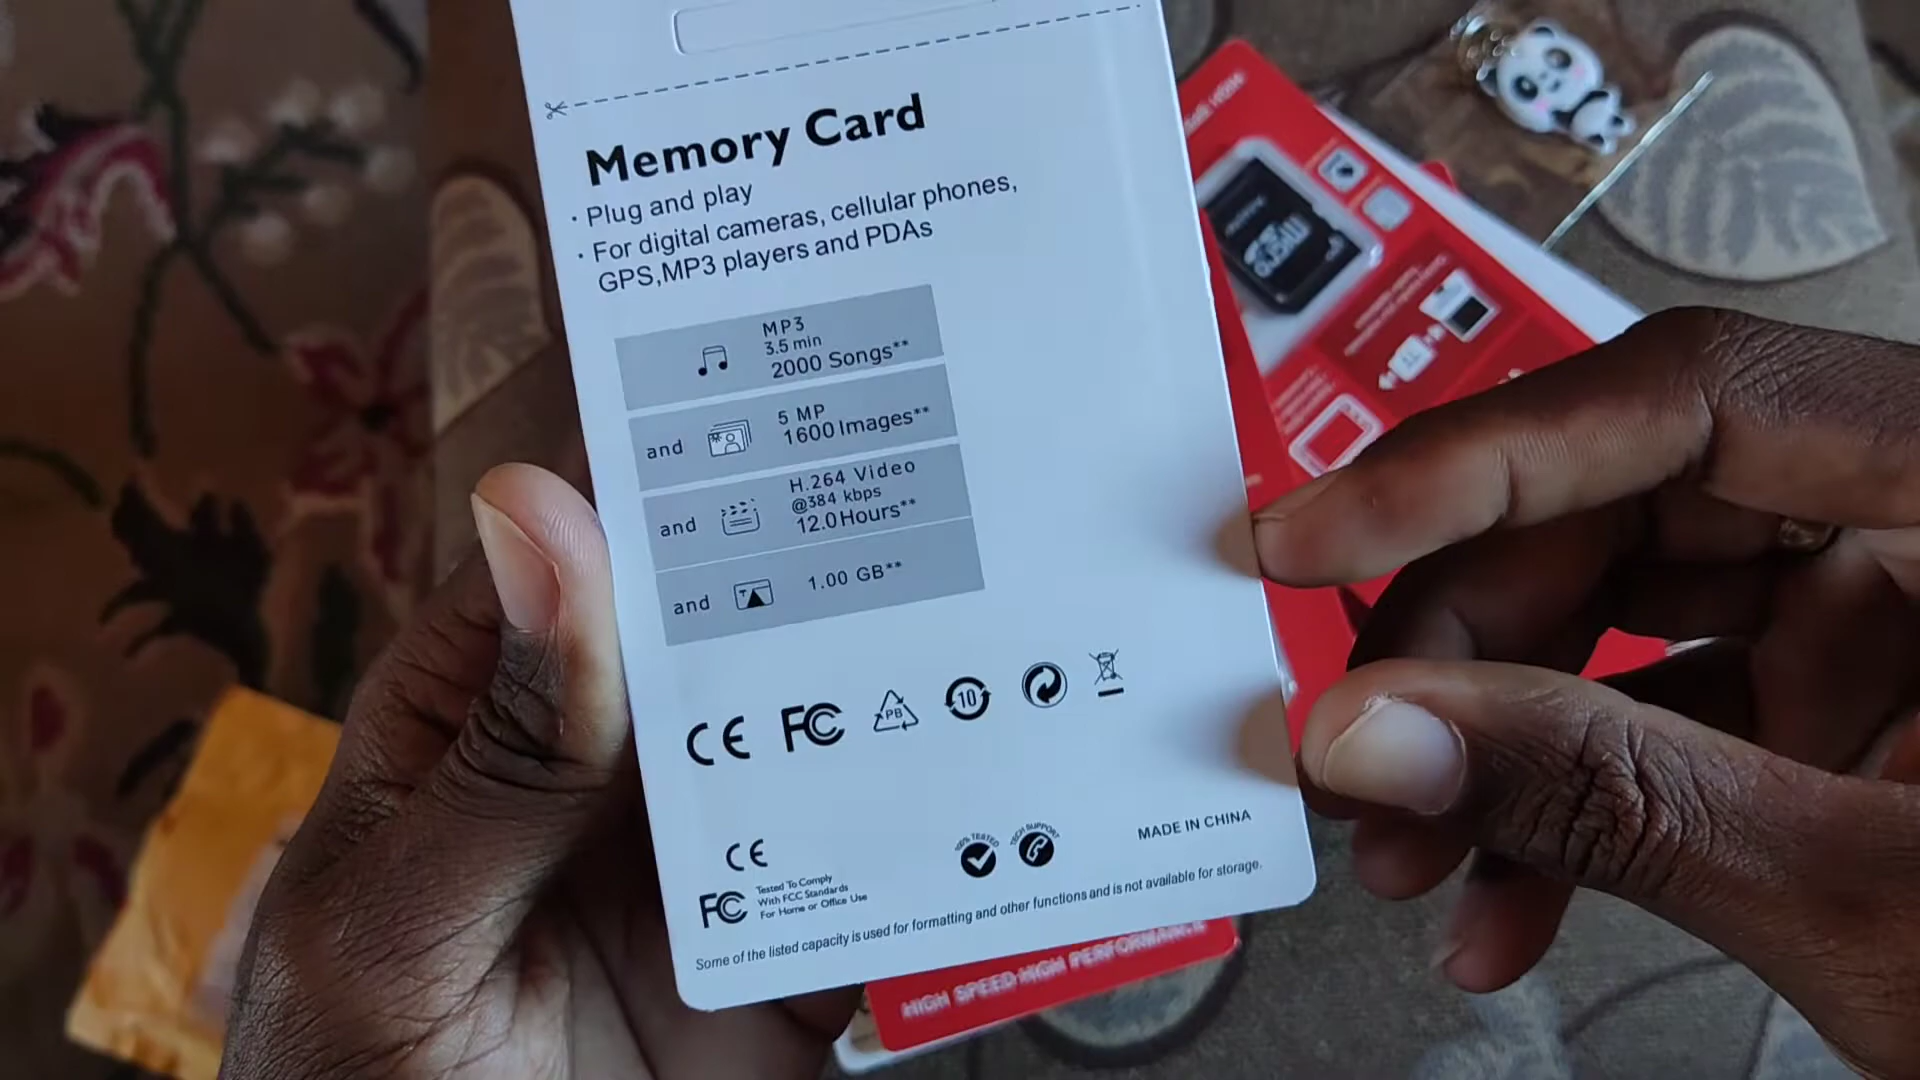 Memory Card
· Plug and play
· For digital cameras, cellular phones,
GPS,MP3 players and PDAs
MP3
3.5 min
2000 Songs**
and
5 MP
1600 Images**
and
H.264 Video
@384 kbps
12.0Hours**
and
1.00 GB**
CE FC PB 10
CE
FC
Tested To Comply
With FCC Standards
For Home or Office Use
100% TESTED
TECH SUPPORT
MADE IN CHINA
Some of the listed capacity is used for formatting and other functions and is not available for storage.
HIGH SPEED HIGH PERFORMANCE